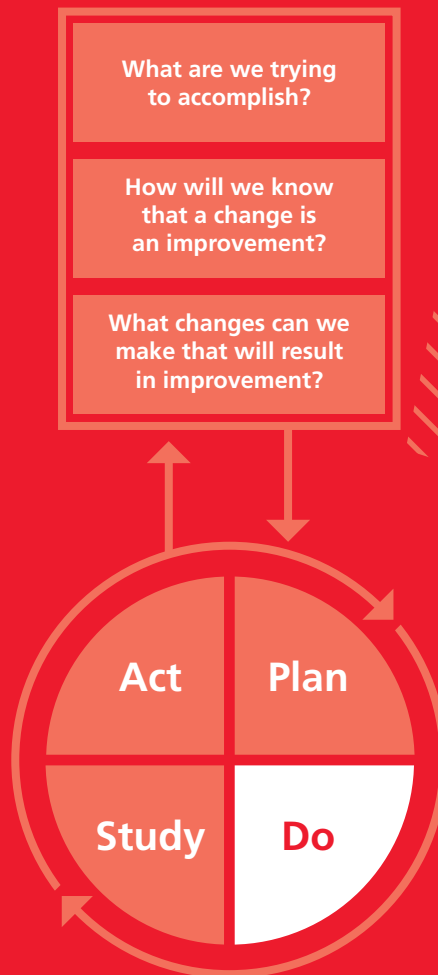 What are we trying
to accomplish?
How will we know
that a change is
an improvement?
What changes can we
make that will result
in improvement?
Act
Plan
Study
Do